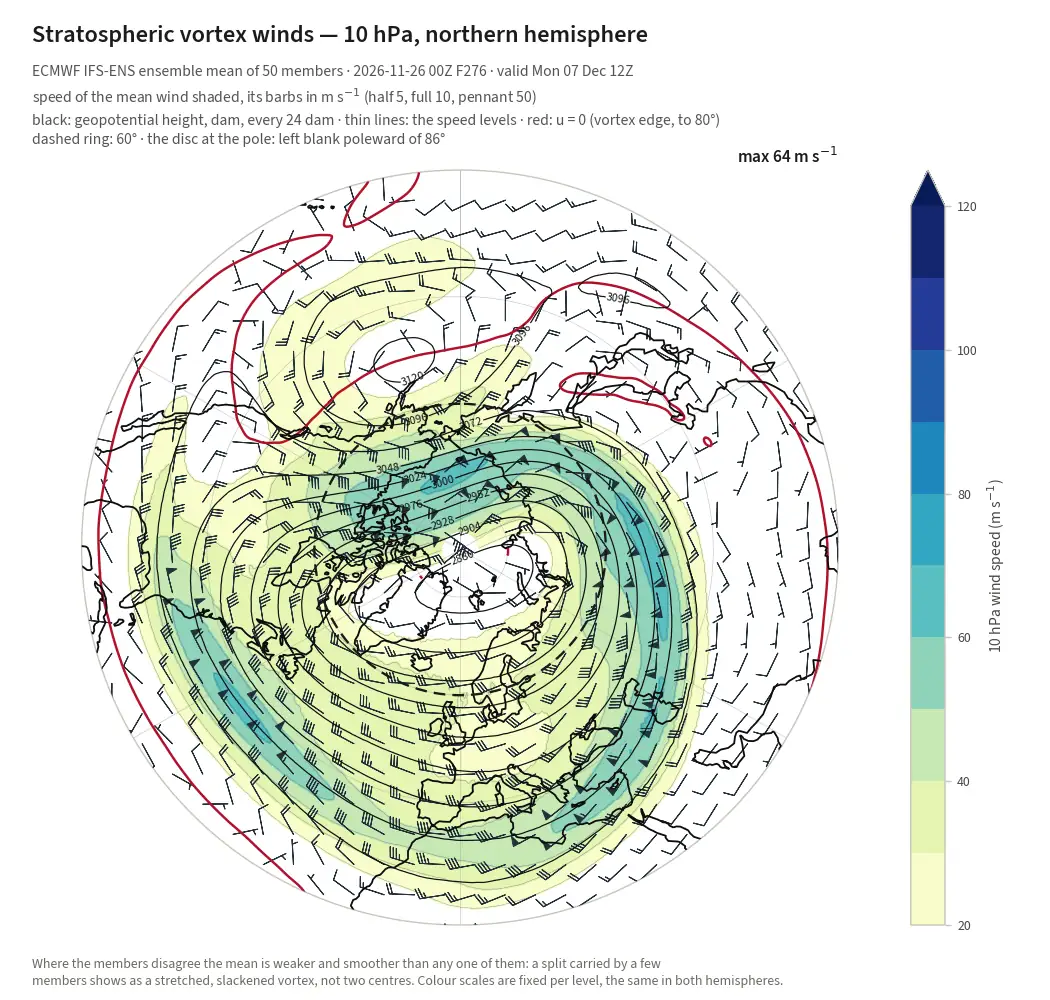 Stratospheric vortex winds — 10 hPa, northern hemisphere
ECMWF IFS-ENS ensemble mean of 50 members · 2026-11-26 00Z F276 · valid Mon 07 Dec 12Z
speed of the mean wind shaded, its barbs in m s⁻¹ (half 5, full 10, pennant 50)
black: geopotential height, dam, every 24 dam · thin lines: the speed levels · red: u = 0 (vortex edge, to 80°)
dashed ring: 60° · the disc at the pole: left blank poleward of 86°
max 64 m s⁻¹
120
100
80
60
40
20
10 hPa wind speed (m s⁻¹)
3096
3096
3120
3096
3072
3048
3024
3000
2976
2952
2928
2904
2880
Where the members disagree the mean is weaker and smoother than any one of them: a split carried by a few
members shows as a stretched, slackened vortex, not two centres. Colour scales are fixed per level, the same in both hemispheres.